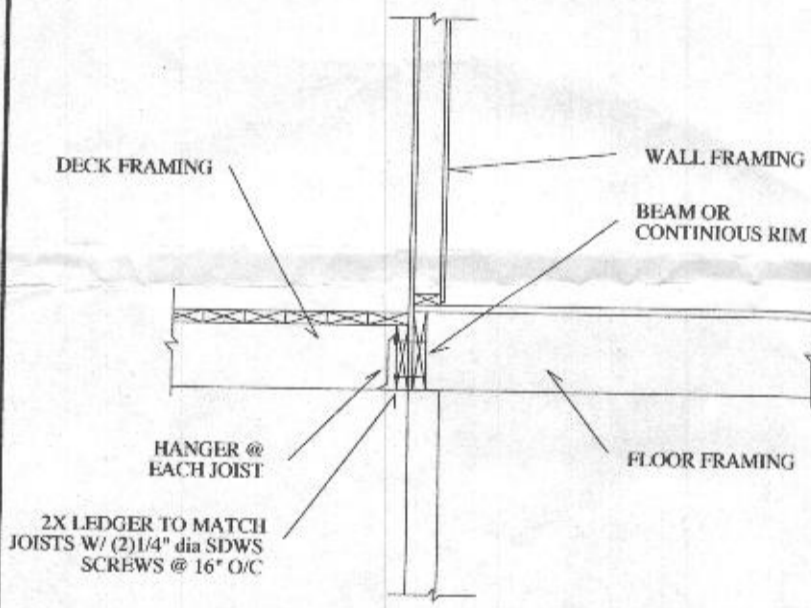 DECK FRAMING
WALL FRAMING
BEAM OR
CONTINIOUS RIM
HANGER @
EACH JOIST
FLOOR FRAMING
2X LEDGER TO MATCH
JOISTS W/ (2)1/4" dia SDWS
SCREWS @ 16" O/C